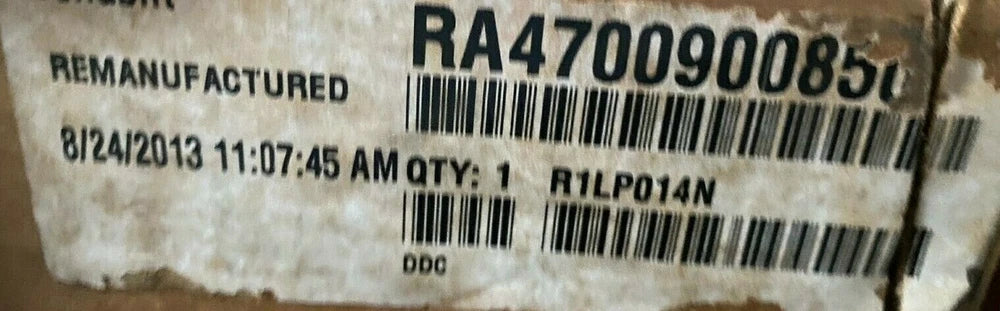 RA470090085
REMANUFACTURED
8/24/2013 11:07:45 AM QTY: 1 R1LP014N
DDC